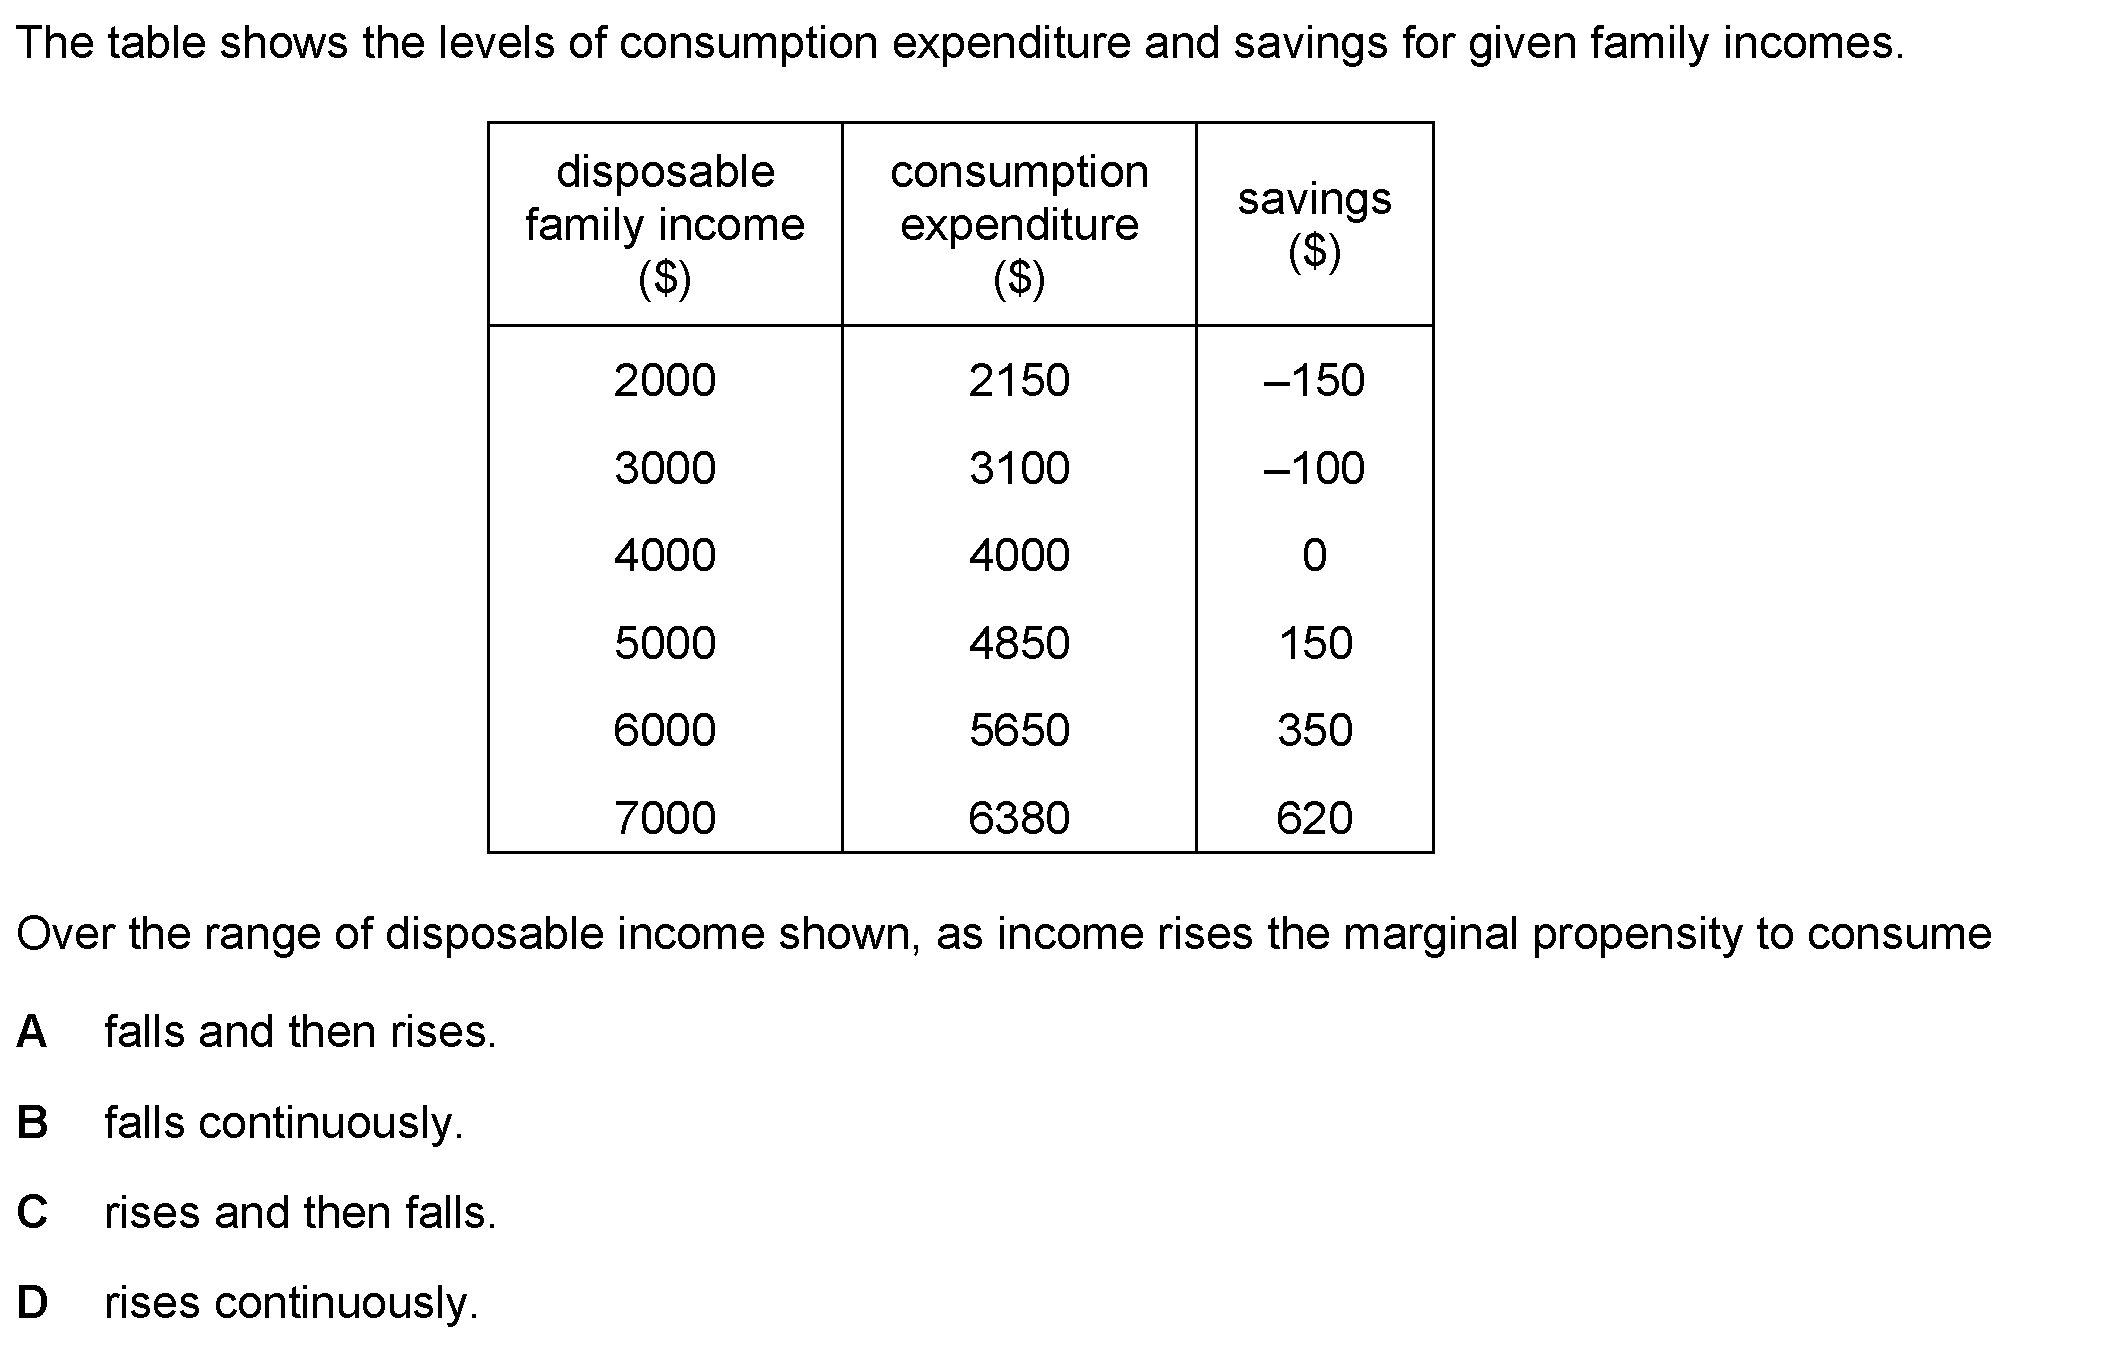 The table shows the levels of consumption expenditure and savings for given family incomes.
disposable family income ($) consumption expenditure ($) savings ($)
2000 2150 –150
3000 3100 –100
4000 4000 0
5000 4850 150
6000 5650 350
7000 6380 620
Over the range of disposable income shown, as income rises the marginal propensity to consume
A falls and then rises.
B falls continuously.
C rises and then falls.
D rises continuously.